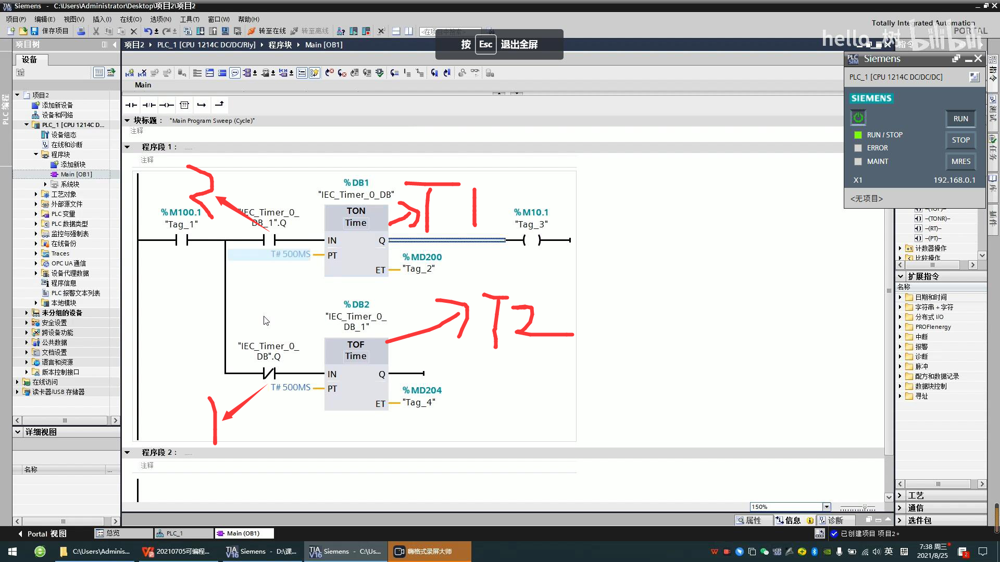 Siemens - C:\Users\Administrator\Desktop\项目2\项目2
项目(P) 编辑(E) 视图(V) 插入(I) 在线(O) 选项(N) 工具(T) 窗口(W) 帮助(H)
保存项目 转至在线 转至离线 <在项目中搜索>
Totally Integrated Automation
PORTAL
hello_树 bilibili
按 Esc 退出全屏
项目树
项目2 PLC_1 [CPU 1214C DC/DC/Rly] 程序块 Main [OB1]
指令
设备
PLC 编程
Main
项目2
添加新设备
设备和网络
PLC_1 [CPU 1214C D...
设备组态
在线和诊断
程序块
添加新块
Main [OB1]
系统块
工艺对象
外部源文件
PLC 变量
PLC 数据类型
监控与强制表
在线备份
Traces
OPC UA 通信
设备代理数据
程序信息
PLC 报警文本列表
本地模块
未分组的设备
安全设置
跨设备功能
公共数据
文档设置
语言和资源
版本控制接口
在线访问
读卡器/USB 存储器
详细视图
名称 ...
块标题： "Main Program Sweep (Cycle)"
注释
程序段 1： .....
注释
%DB1
"IEC_Timer_0_DB"
%M100.1
"Tag_1"
"IEC_Timer_0_
DB_1".Q
TON
Time
%M10.1
"Tag_3"
IN Q
T# 500MS PT
%MD200
ET "Tag_2"
T1
2
%DB2
"IEC_Timer_0_
DB_1"
T2
"IEC_Timer_0_
DB".Q
TOF
Time
IN Q
T# 500MS PT
%MD204
ET "Tag_4"
1
程序段 2： .....
注释
150%
属性 信息 诊断
PLC SIM Siemens
PLC_1 [CPU 1214C DC/DC/DC]
SIEMENS
RUN
RUN / STOP
STOP
ERROR
MAINT
MRES
X1 192.168.0.1
<无项目>
测试
任务
库
插件
-(TOF)-
-(TONR)-
-(RT)-
-(PT)-
计数器操作
比较操作
扩展指令
名称
日期和时间
字符串 + 字符
分布式 I/O
PROFIenergy
中断
报警
诊断
脉冲
配方和数据记录
数据块控制
寻址
工艺
通信
选件包
Portal 视图 总览 PLC_1 Main (OB1)
已创建项目 项目2。
C:\Users\Adminis... 20210705可编程... Siemens - D:\课... Siemens - C:\Us... 嗨格式录屏大师
英
7:38 周三
2021/8/25
2